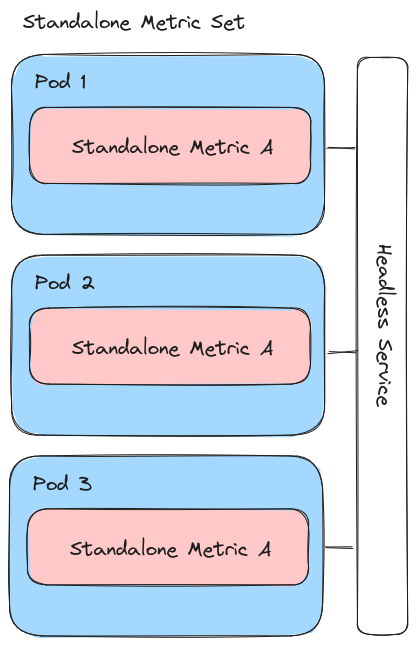 Standalone Metric Set
Pod 1
Standalone Metric A
Pod 2
Standalone Metric A
Pod 3
Standalone Metric A
Headless Service